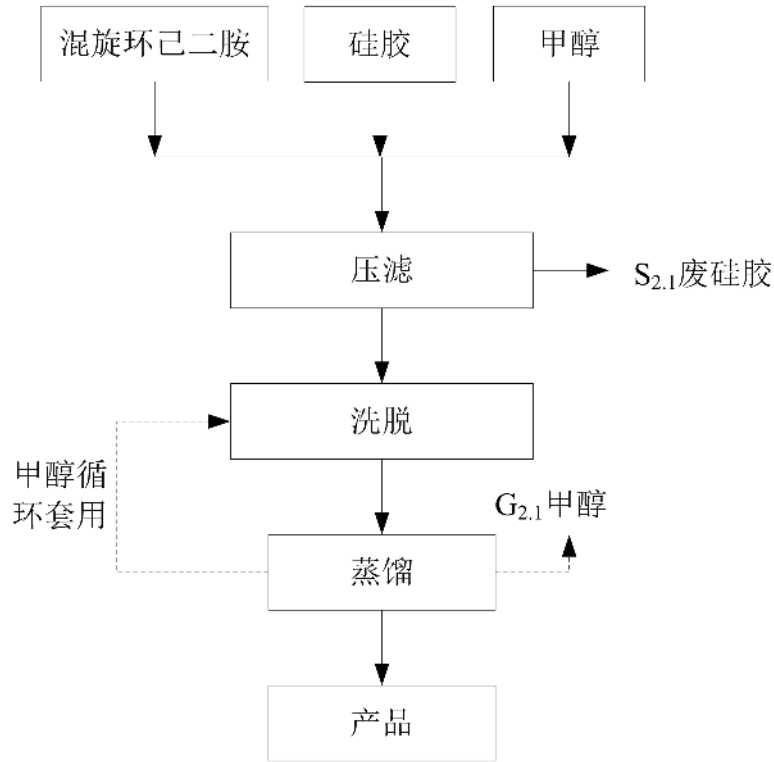 混旋环己二胺
硅胶
甲醇
压滤
S2.1废硅胶
洗脱
甲醇循
环套用
G2.1甲醇
蒸馏
产品